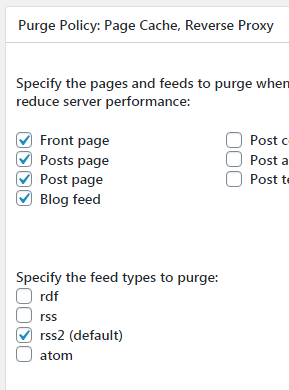 Purge Policy: Page Cache, Reverse Proxy
Specify the pages and feeds to purge when
reduce server performance:
Front page
Posts page
Post page
Blog feed
Post
Post
Post
Specify the feed types to purge:
rdf
rss
rss2 (default)
atom